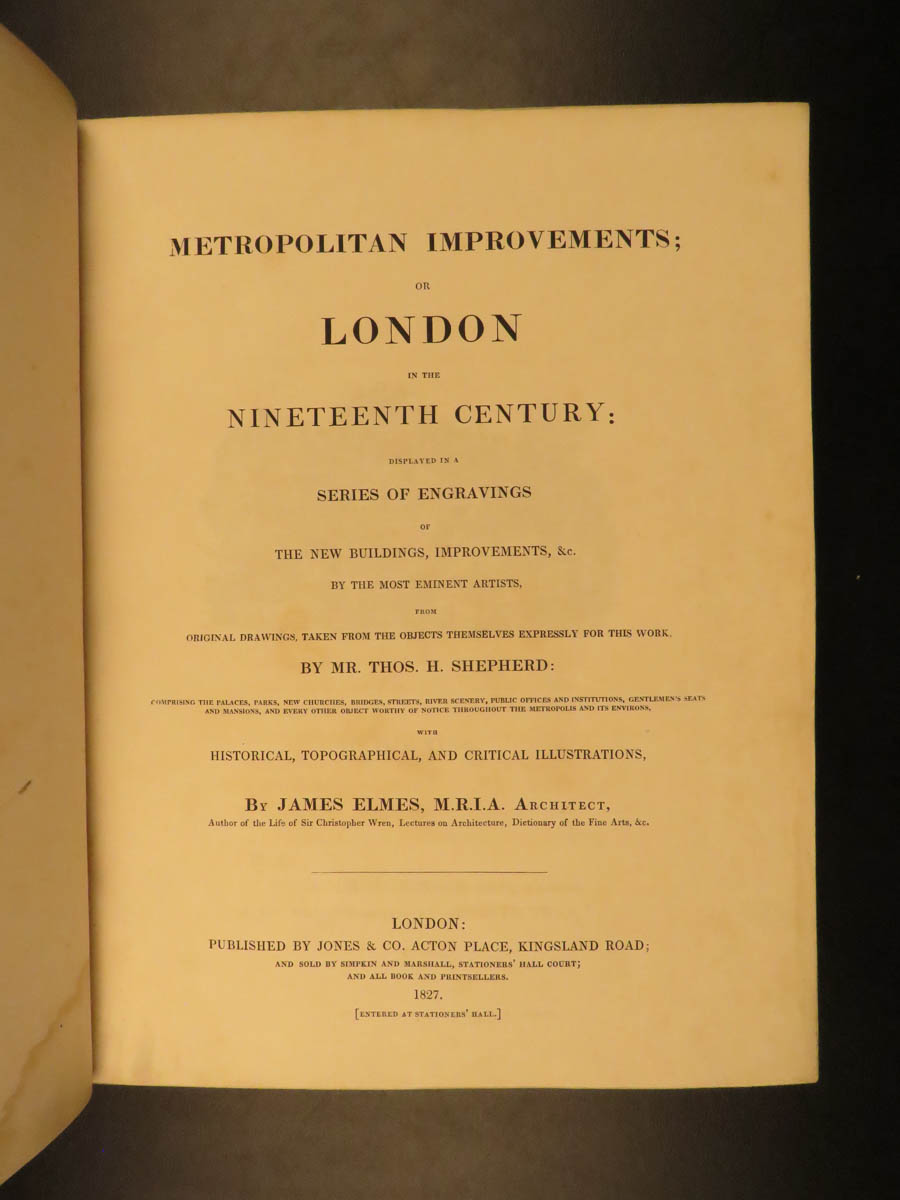 METROPOLITAN IMPROVEMENTS;
OR
LONDON
IN THE
NINETEENTH CENTURY:
DISPLAYED IN A
SERIES OF ENGRAVINGS
OF
THE NEW BUILDINGS, IMPROVEMENTS, &c.
BY THE MOST EMINENT ARTISTS,
FROM
ORIGINAL DRAWINGS, TAKEN FROM THE OBJECTS THEMSELVES EXPRESSLY FOR THIS WORK.
BY MR. THOS. H. SHEPHERD:
COMPRISING THE PALACES, PARKS, NEW CHURCHES, BRIDGES, STREETS, RIVER SCENERY, PUBLIC OFFICES AND INSTITUTIONS, GENTLEMEN'S SEATS
AND MANSIONS, AND EVERY OTHER OBJECT WORTHY OF NOTICE THROUGHOUT THE METROPOLIS AND ITS ENVIRONS,
WITH
HISTORICAL, TOPOGRAPHICAL, AND CRITICAL ILLUSTRATIONS,
BY JAMES ELMES, M.R.I.A. ARCHITECT,
Author of the Life of Sir Christopher Wren, Lectures on Architecture, Dictionary of the Fine Arts, &c.
LONDON:
PUBLISHED BY JONES & CO. ACTON PLACE, KINGSLAND ROAD;
AND SOLD BY SIMPKIN AND MARSHALL, STATIONERS' HALL COURT;
AND ALL BOOK AND PRINTSELLERS.
1827.
[ENTERED AT STATIONERS' HALL.]